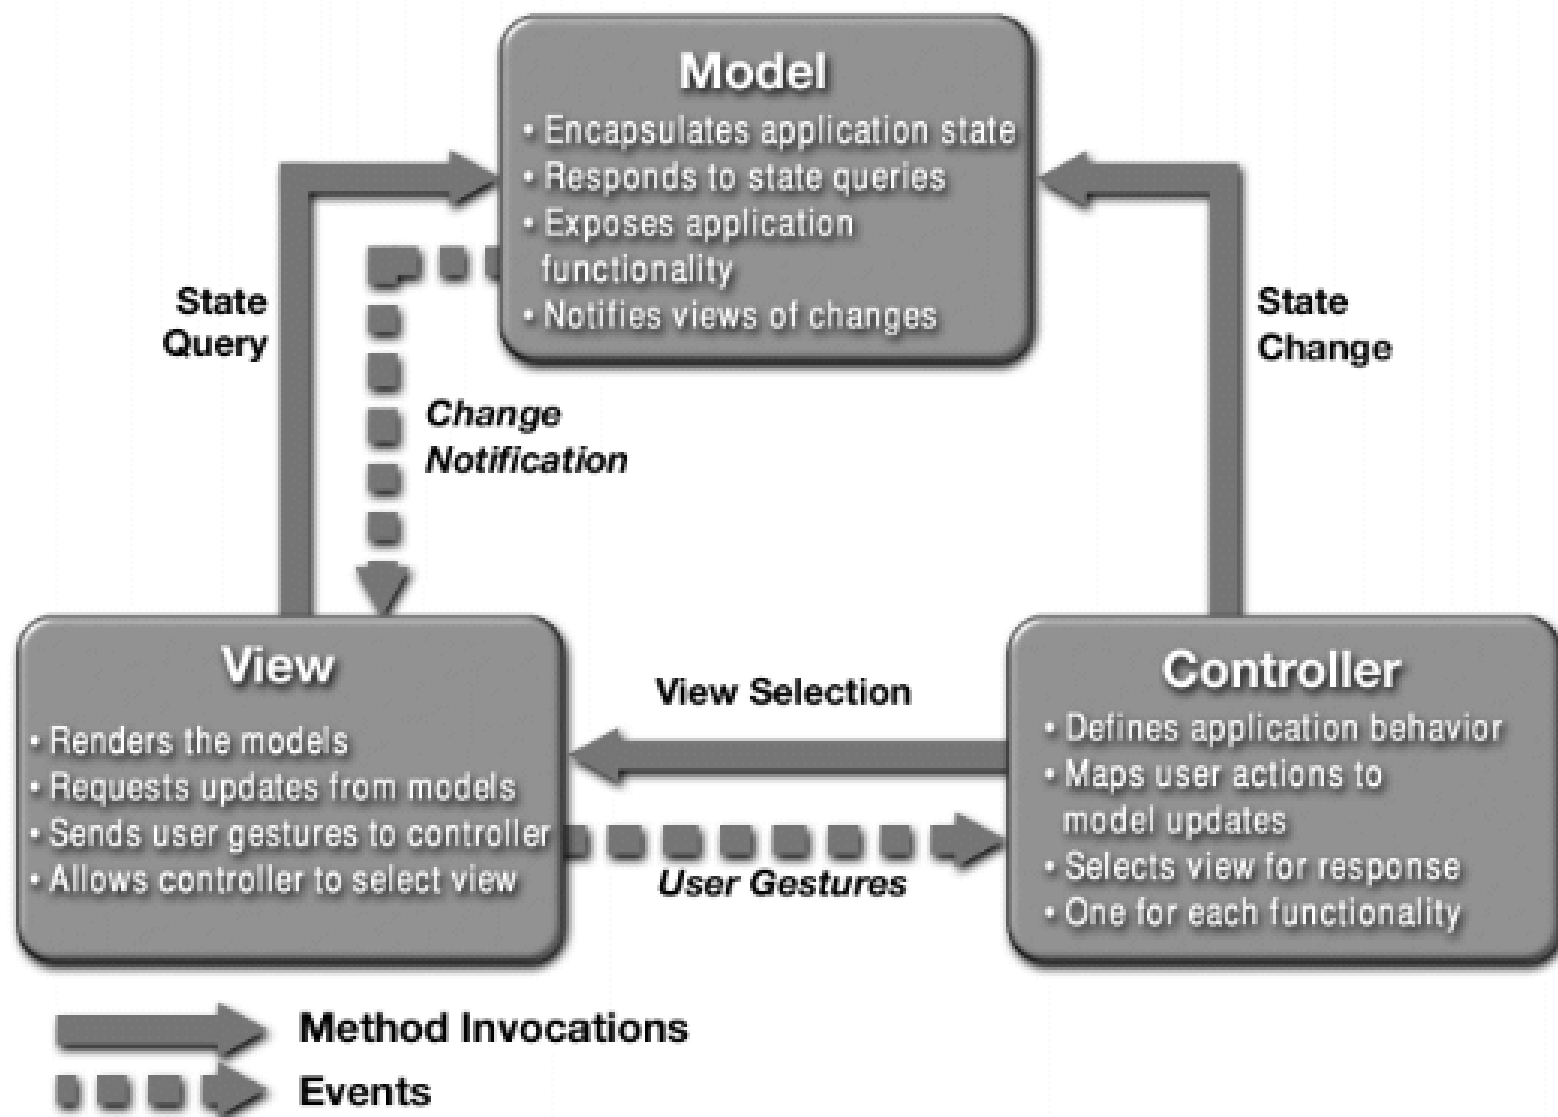 Model
• Encapsulates application state
• Responds to state queries
• Exposes application
functionality
• Notifies views of changes
State
Query
Change
Notification
State
Change
View
• Renders the models
• Requests updates from models
• Sends user gestures to controller
• Allows controller to select view
View Selection
User Gestures
Controller
• Defines application behavior
• Maps user actions to
model updates
• Selects view for response
• One for each functionality
Method Invocations
Events